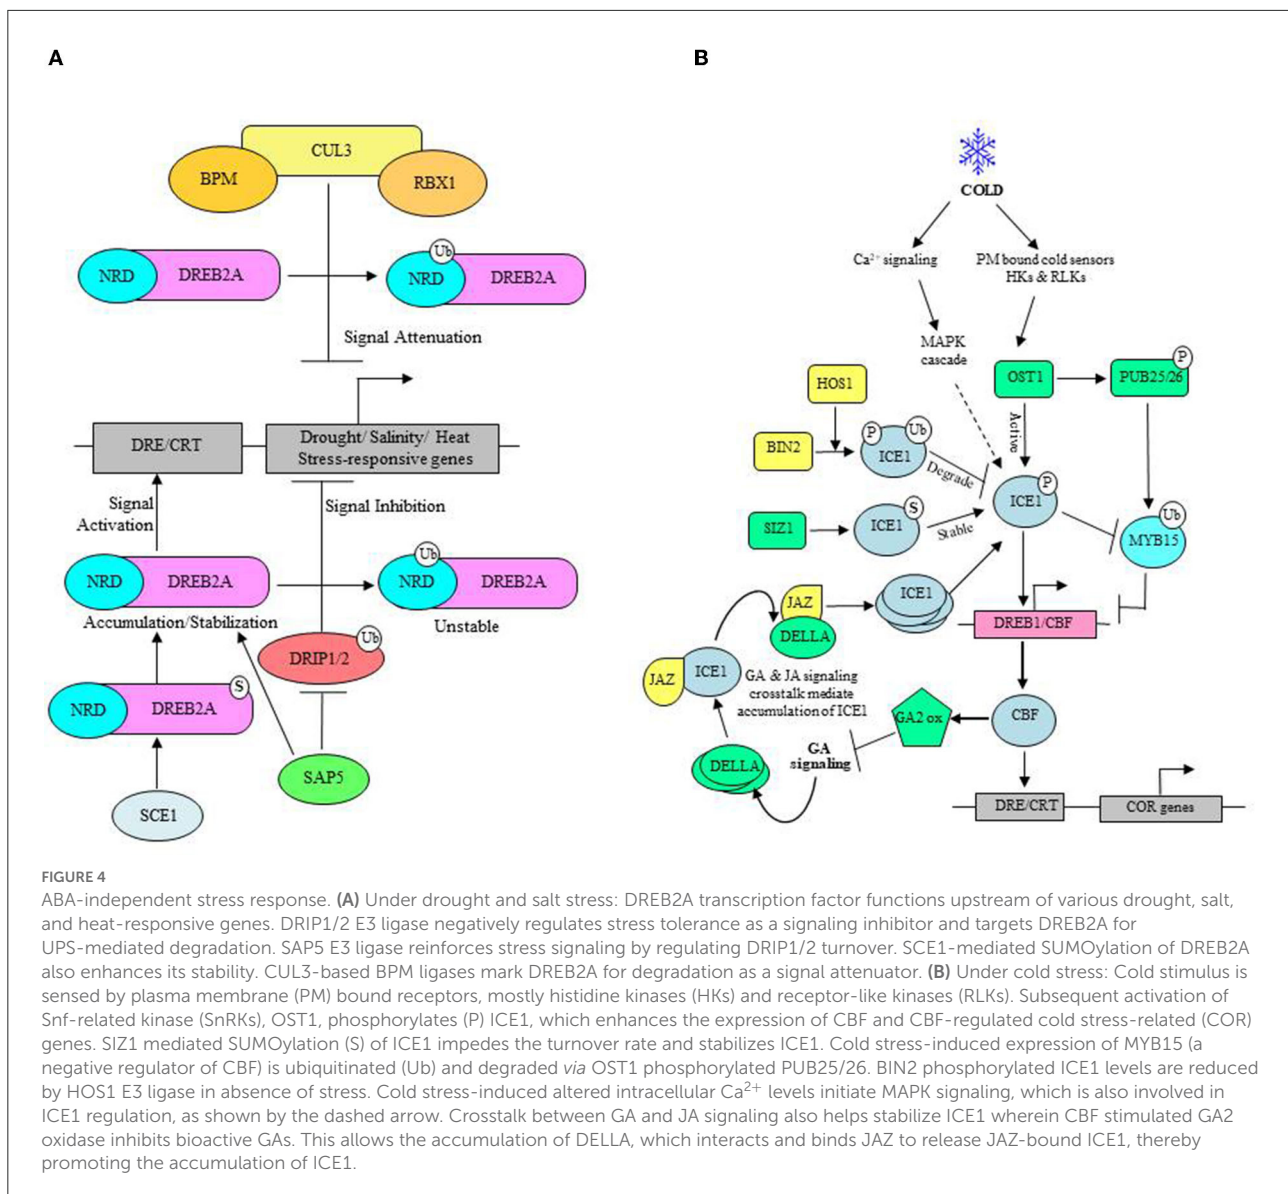 A
CUL3
BPM
RBX1
NRD
DREB2A
Ub
NRD
DREB2A
Signal Attenuation
DRE/CRT
Drought/ Salinity/ Heat
Stress-responsive genes
Signal
Activation
Signal Inhibition
NRD
DREB2A
Ub
NRD
DREB2A
Accumulation/Stabilization
Unstable
Ub
DRIP1/2
S
NRD
DREB2A
SAP5
SCE1
B
COLD
Ca2+ signaling
PM bound cold sensors
HKs & RLKs
MAPK
cascade
OST1
P
PUB25/26
HOS1
Active
BIN2
P
Ub
ICE1
Degrade
P
ICE1
SIZ1
S
ICE1
Stable
Ub
MYB15
JAZ
DELLA
ICE1
DREB1/CBF
JAZ
ICE1
GA & JA signaling
crosstalk mediate
accumulation of ICE1
GA2 ox
CBF
DELLA
GA
signaling
DRE/CRT
COR genes
FIGURE 4
ABA-independent stress response. (A) Under drought and salt stress: DREB2A transcription factor functions upstream of various drought, salt,
and heat-responsive genes. DRIP1/2 E3 ligase negatively regulates stress tolerance as a signaling inhibitor and targets DREB2A for
UPS-mediated degradation. SAP5 E3 ligase reinforces stress signaling by regulating DRIP1/2 turnover. SCE1-mediated SUMOylation of DREB2A
also enhances its stability. CUL3-based BPM ligases mark DREB2A for degradation as a signal attenuator. (B) Under cold stress: Cold stimulus is
sensed by plasma membrane (PM) bound receptors, mostly histidine kinases (HKs) and receptor-like kinases (RLKs). Subsequent activation of
Snf-related kinase (SnRKs), OST1, phosphorylates (P) ICE1, which enhances the expression of CBF and CBF-regulated cold stress-related (COR)
genes. SIZ1 mediated SUMOylation (S) of ICE1 impedes the turnover rate and stabilizes ICE1. Cold stress-induced expression of MYB15 (a
negative regulator of CBF) is ubiquitinated (Ub) and degraded via OST1 phosphorylated PUB25/26. BIN2 phosphorylated ICE1 levels are reduced
by HOS1 E3 ligase in absence of stress. Cold stress-induced altered intracellular Ca2+ levels initiate MAPK signaling, which is also involved in
ICE1 regulation, as shown by the dashed arrow. Crosstalk between GA and JA signaling also helps stabilize ICE1 wherein CBF stimulated GA2
oxidase inhibits bioactive GAs. This allows the accumulation of DELLA, which interacts and binds JAZ to release JAZ-bound ICE1, thereby
promoting the accumulation of ICE1.